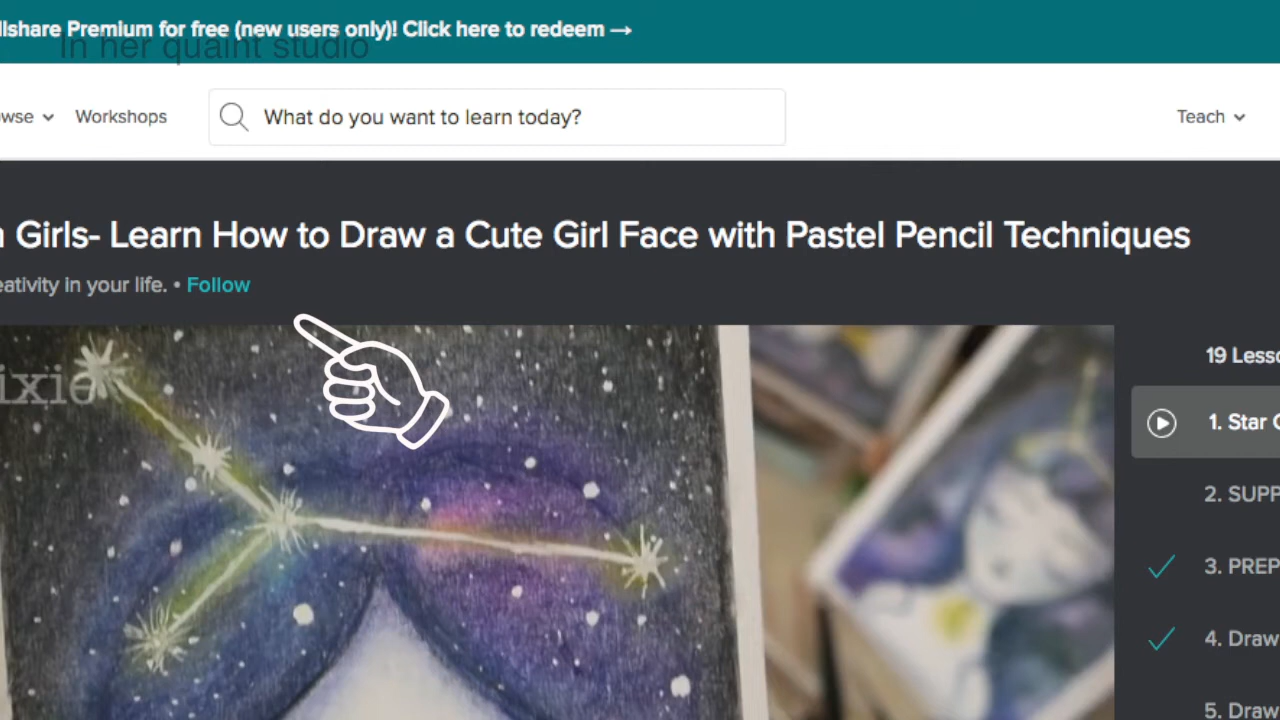 llshare Premium for free (new users only)! Click here to redeem →
In her quaint studio
wse
Workshops
What do you want to learn today?
Teach
Girls- Learn How to Draw a Cute Girl Face with Pastel Pencil Techniques
eativity in your life. • Follow
ixie
19 Lesso
1. Star
2. SUPP
3. PREP
4. Draw
5. Draw